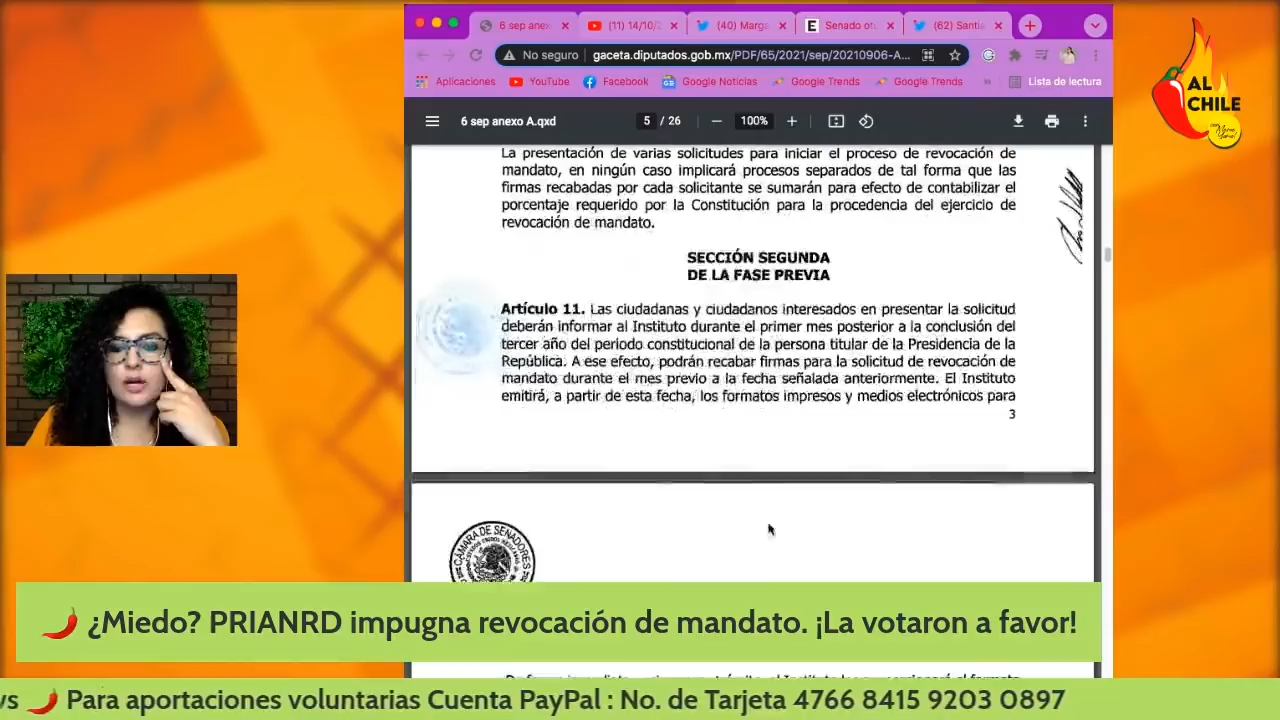 6 sep anex
(11) 14/10/2
(40) Marga
Senado oto
(62) Santia
No seguro
gaceta.diputados.gob.mx/PDF/65/2021/sep/20210906-A...
Aplicaciones
YouTube
Facebook
Google Noticias
Google Trends
Google Trends
»
Lista de lectura
6 sep anexo A.qxd
5 / 26
100%
AL
CHILE
La presentación de varias solicitudes para iniciar el proceso de revocación de
mandato, en ningún caso implicará procesos separados de tal forma que las
firmas recabadas por cada solicitante se sumarán para efecto de contabilizar el
porcentaje requerido por la Constitución para la procedencia del ejercicio de
revocación de mandato.
SECCIÓN SEGUNDA
DE LA FASE PREVIA
Artículo 11. Las ciudadanas y ciudadanos interesados en presentar la solicitud
deberán informar al Instituto durante el primer mes posterior a la conclusión del
tercer año del periodo constitucional de la persona titular de la Presidencia de la
República. A ese efecto, podrán recabar firmas para la solicitud de revocación de
mandato durante el mes previo a la fecha señalada anteriormente. El Instituto
emitirá, a partir de esta fecha, los formatos impresos y medios electrónicos para
3
CÁMARA DE SENADORES
¿Miedo? PRIANRD impugna revocación de mandato. ¡La votaron a favor!
ws Para aportaciones voluntarias Cuenta PayPal : No. de Tarjeta 4766 8415 9203 0897